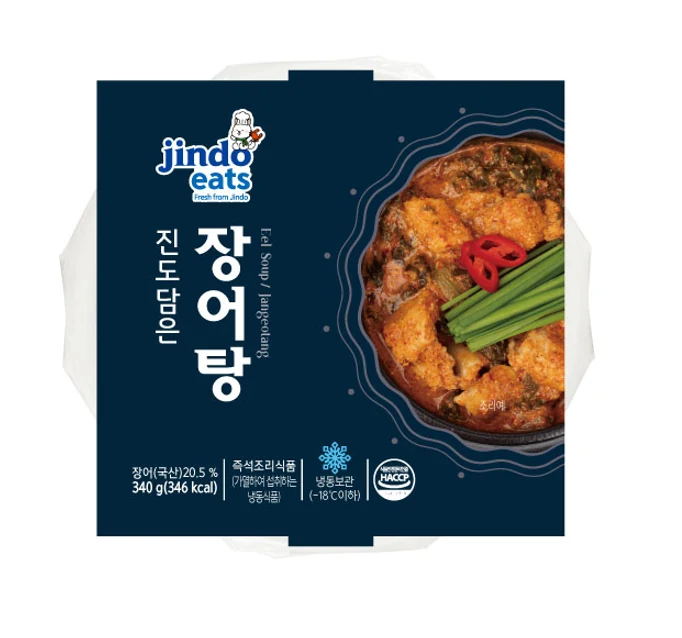 jindo
eats
Fresh from Jindo
진도담은
장어탕
Eel Soup / Jangeotang
조리예
장어(국산)20.5 %
340 g(346 kcal)
즉석조리식품
(가열하여 섭취하는
냉동식품)
냉동보관
(-18℃이하)
HACCP